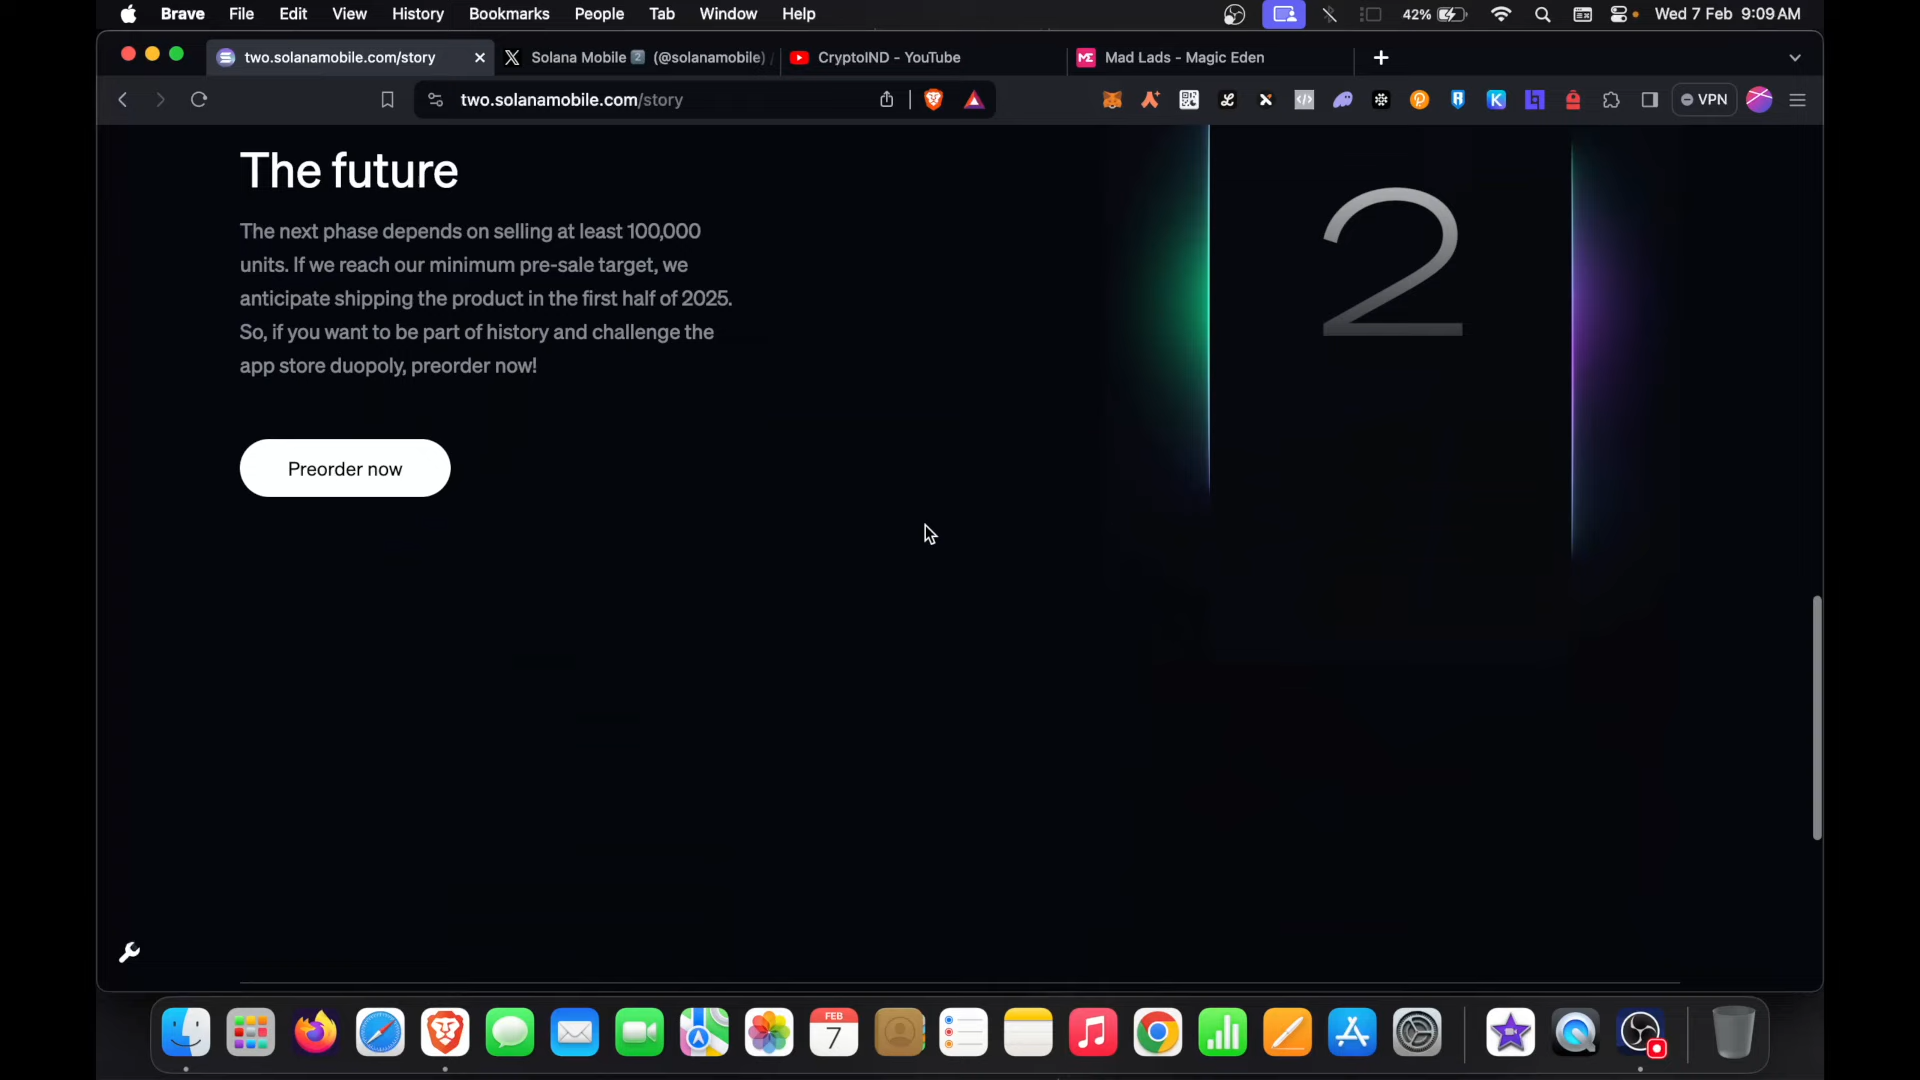 Brave File Edit View History Bookmarks People Tab Window Help
42% Wed 7 Feb 9:09 AM
two.solanamobile.com/story
Solana Mobile 2 (@solanamobile) /
CryptoIND - YouTube
ME Mad Lads - Magic Eden
two.solanamobile.com/story
VPN
The future
The next phase depends on selling at least 100,000
units. If we reach our minimum pre-sale target, we
anticipate shipping the product in the first half of 2025.
So, if you want to be part of history and challenge the
app store duopoly, preorder now!
Preorder now
2
FEB
7